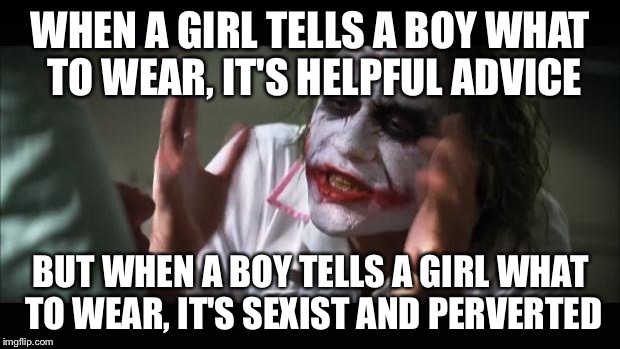 WHEN A GIRL TELLS A BOY WHAT
TO WEAR, IT'S HELPFUL ADVICE
BUT WHEN A BOY TELLS A GIRL WHAT
TO WEAR, IT'S SEXIST AND PERVERTED
imgflip.com